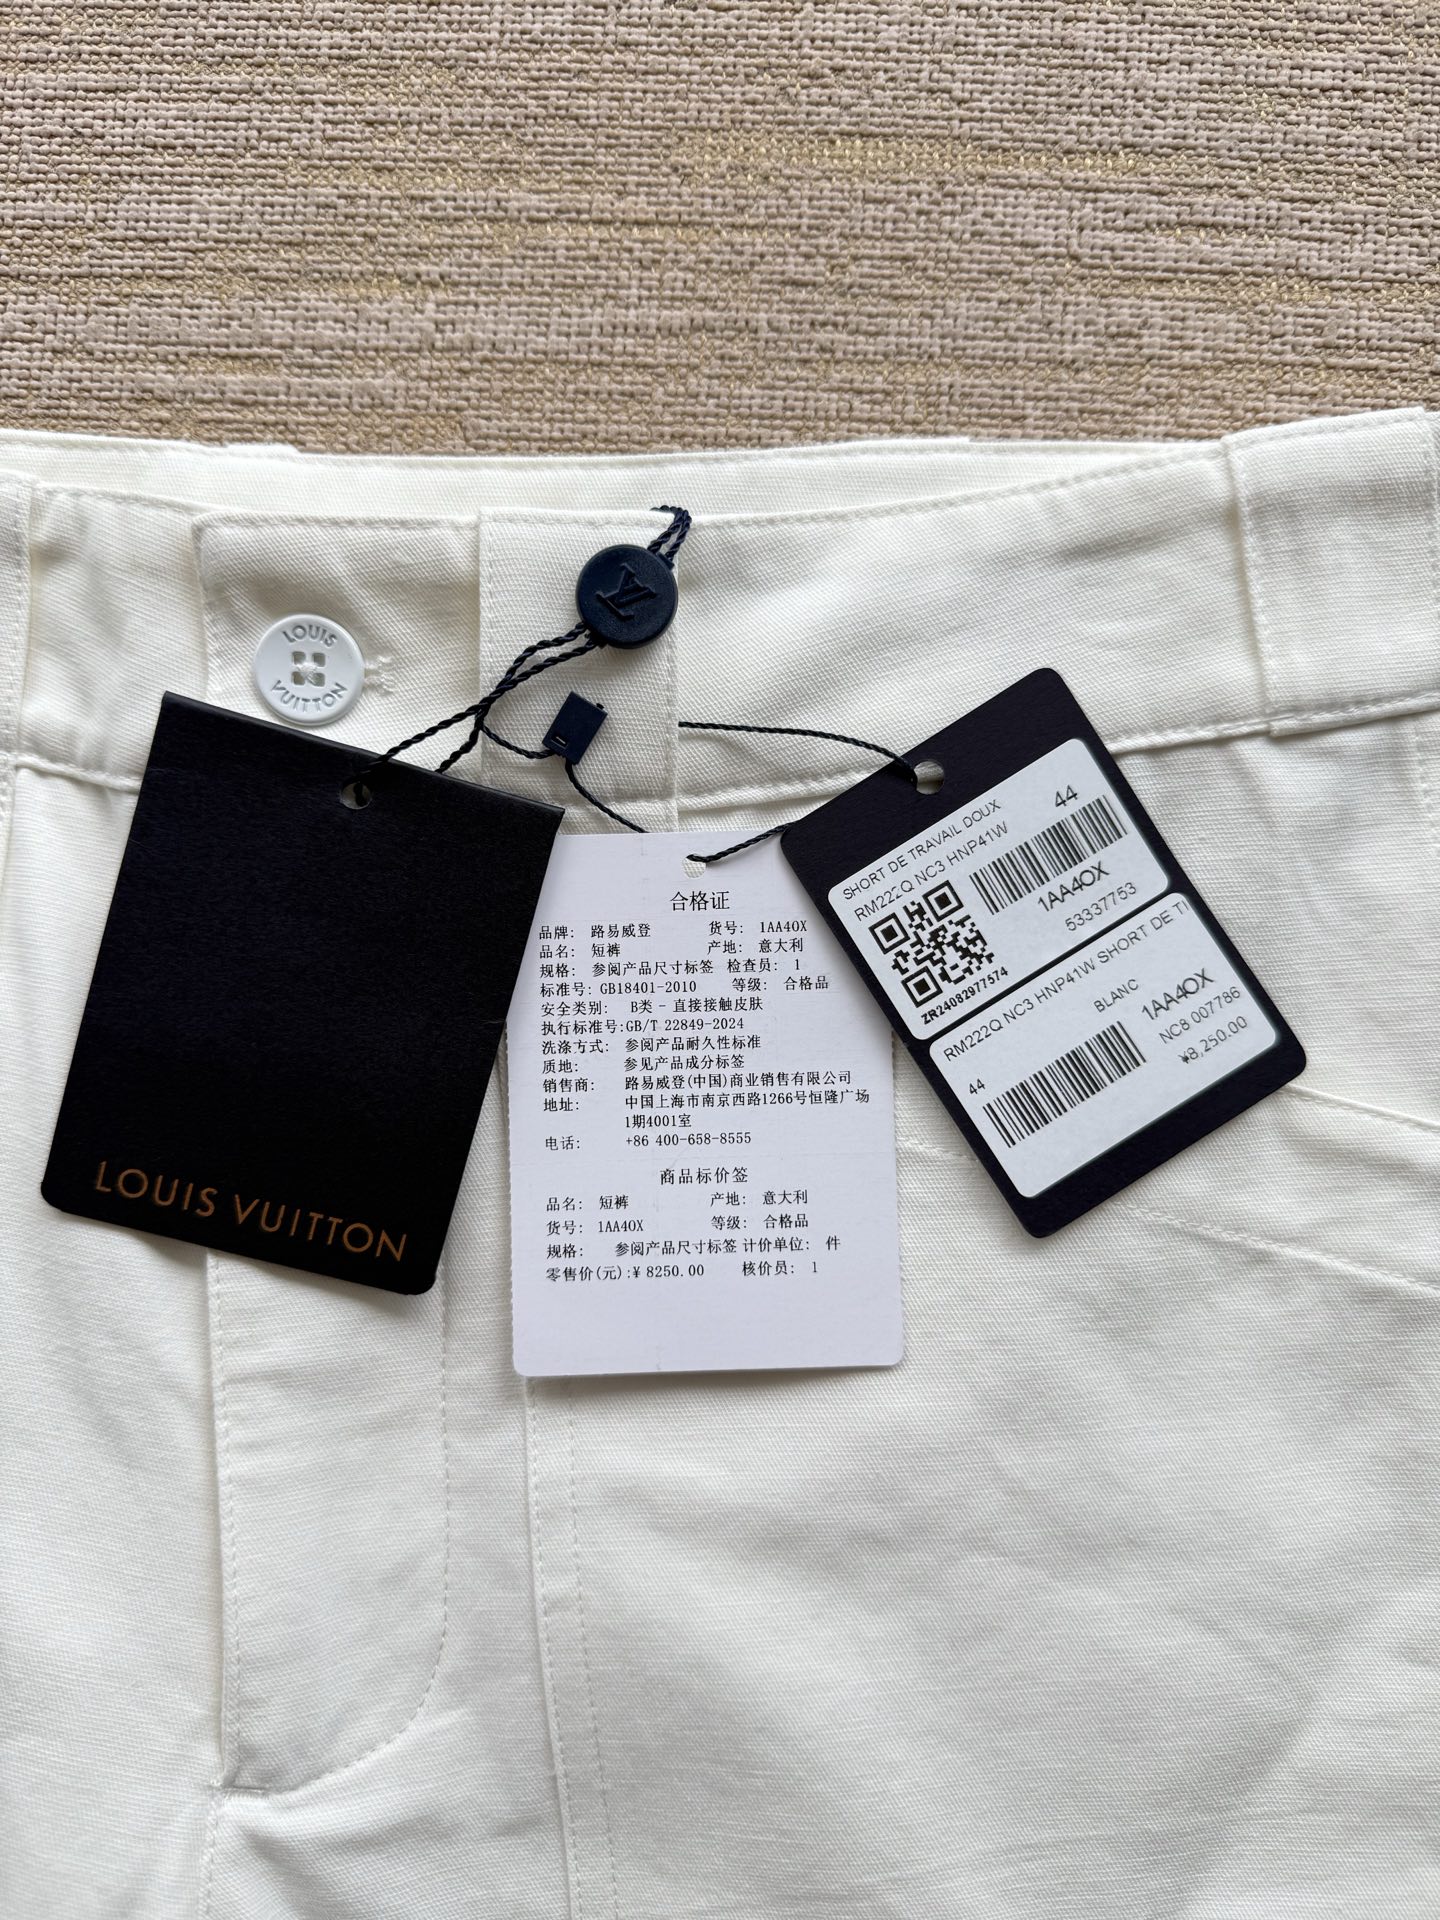 LOUIS
VUITTON
LOUIS VUITTON
合格证
品牌: 路易威登 货号: 1AA4OX
品名: 短裤 产地: 意大利
规格: 参阅产品尺寸标签 检查员: 1
标准号: GB18401-2010 等级: 合格品
安全类别: B类 - 直接接触皮肤
执行标准号:GB/T 22849-2024
洗涤方式: 参阅产品耐久性标准
质地: 参见产品成分标签
销售商: 路易威登(中国)商业销售有限公司
地址: 中国上海市南京西路1266号恒隆广场
1期4001室
电话: +86 400-658-8555
商品标价签
品名: 短裤 产地: 意大利
货号: 1AA4OX 等级: 合格品
规格: 参阅产品尺寸标签 计价单位: 件
零售价(元):¥ 8250.00 核价员: 1
SHORT DE TRAVAIL DOUX 44
RM222Q NC3 HNP41W
1AA4OX
53337753
ZR24082977574
RM222Q NC3 HNP41W SHORT DE TI
BLANC
1AA4OX
44
NC8 0077786
¥8,250.00
LV